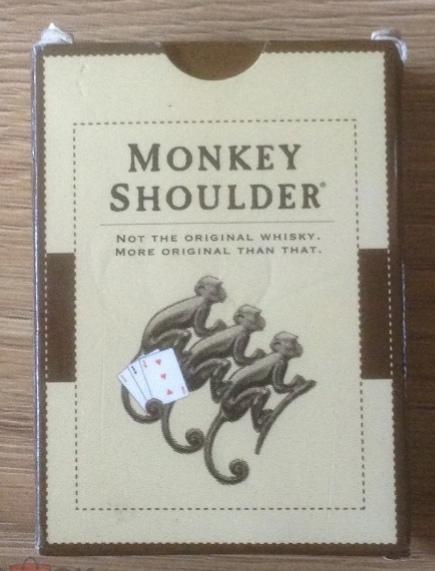 MONKEY
SHOULDER®
NOT THE ORIGINAL WHISKY.
MORE ORIGINAL THAN THAT.